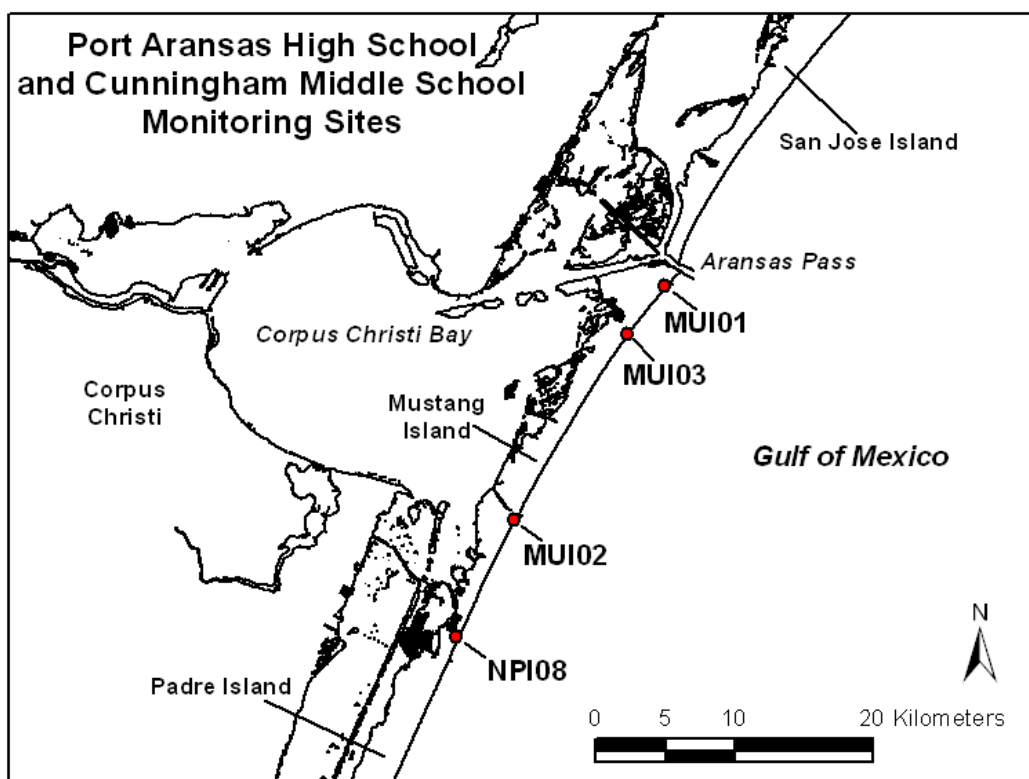 Port Aransas High School
and Cunningham Middle School
Monitoring Sites
San Jose Island
Aransas Pass
MUI01
Corpus Christi Bay
MUI03
Corpus
Christi
Mustang
Island
Gulf of Mexico
MUI02
N
NPI08
Padre Island
0 5 10 20 Kilometers